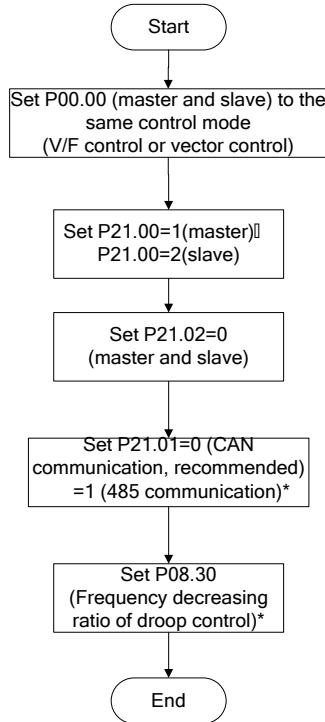 Start
Set P00.00 (master and slave) to the
same control mode
(V/F control or vector control)
Set P21.00=1(master)▯
P21.00=2(slave)
Set P21.02=0
(master and slave)
Set P21.01=0 (CAN
communication, recommended)
=1 (485 communication)*
Set P08.30
(Frequency decreasing
ratio of droop control)*
End